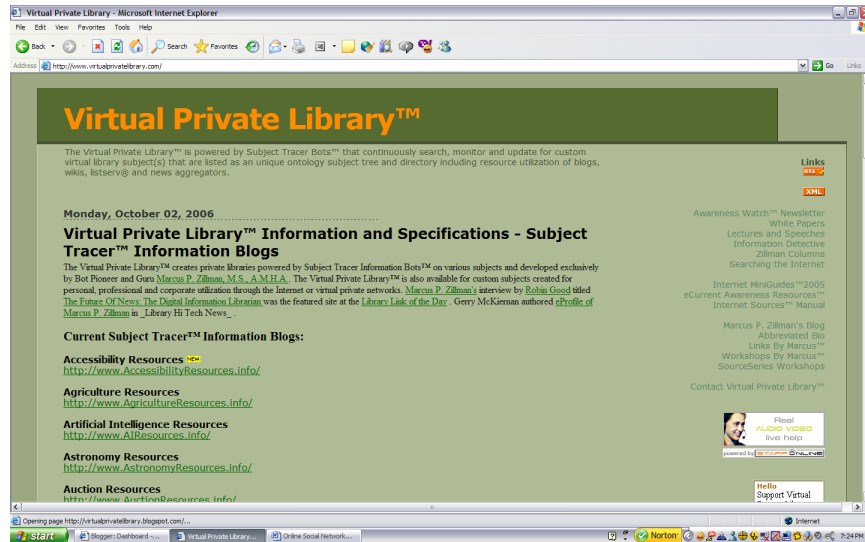 Virtual Private Library - Microsoft Internet Explorer
File Edit View Favorites Tools Help
Back Search Favorites
Address http://www.virtualprivatelibrary.com/ Go Links
Virtual Private Library™
The Virtual Private Library™ is powered by Subject Tracer Bots™ that continuously search, monitor and update for custom
virtual library subject(s) that are listed as an unique ontology subject tree and directory including resource utilization of blogs,
wikis, listserv® and news aggregators.
Monday, October 02, 2006
Virtual Private Library™ Information and Specifications - Subject
Tracer™ Information Blogs
The Virtual Private Library™ creates private libraries powered by Subject Tracer Information Bots™ on various subjects and developed exclusively
by Bot Pioneer and Guru Marcus P. Zillman, M.S., A.M.H.A.. The Virtual Private Library™ is also available for custom subjects created for
personal, professional and corporate utilization through the Internet or virtual private networks. Marcus P. Zillman's interview by Robin Good titled
The Future Of News: The Digital Information Librarian was the featured site at the Library Link of the Day . Gerry McKiernan authored eProfile of
Marcus P. Zillman in _Library Hi Tech News_ .
Current Subject Tracer™ Information Blogs:
Accessibility Resources NEW
http://www.AccessibilityResources.info/
Agriculture Resources
http://www.AgricultureResources.info/
Artificial Intelligence Resources
http://www.AIResources.info/
Astronomy Resources
http://www.AstronomyResources.info/
Auction Resources
http://www.AuctionResources.info/
Links
RSS
XML
Awareness Watch™ Newsletter
White Papers
Lectures and Speeches
Information Detective
Zillman Columns
Searching the Internet
Internet MiniGuides™2005
eCurrent Awareness Resources™
Internet Sources™ Manual
Marcus P. Zillman's Blog
Abbreviated Bio
Links By Marcus™
Workshops By Marcus™
SourceSeries Workshops
Contact Virtual Private Library™
Real
AUDIO VIDEO
live help
powered by STAFF ONLINE
Hello
Support Virtual
Opening page http://virtualprivatelibrary.blogspot.com/... Internet
start Blogger: Dashboard -... Virtual Private Library... Online Social Network... Norton 7:24 PM